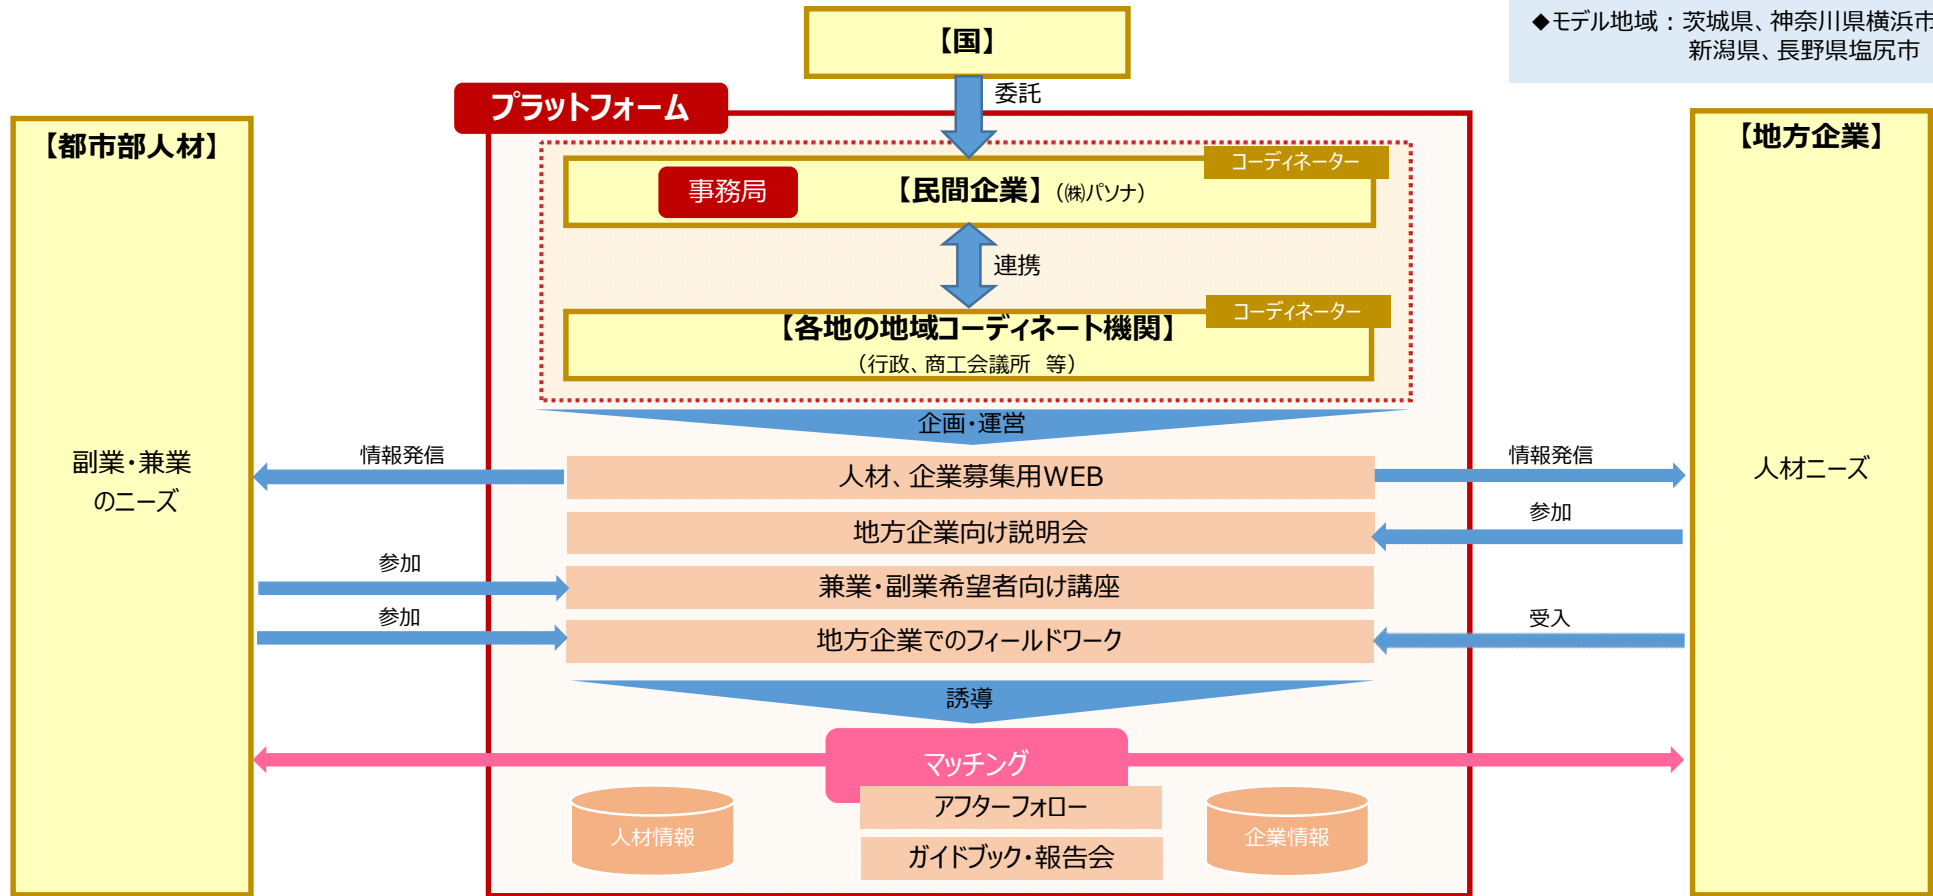 【国】
◆モデル地域：茨城県、神奈川県横浜市
新潟県、長野県塩尻市
委託
プラットフォーム
【都市部人材】
【地方企業】
コーディネーター
事務局
【民間企業】（㈱パソナ）
連携
コーディネーター
【各地の地域コーディネート機関】
（行政、商工会議所　等）
企画・運営
副業・兼業
のニーズ
情報発信
人材、企業募集用WEB
情報発信
人材ニーズ
地方企業向け説明会
参加
参加
兼業・副業希望者向け講座
参加
地方企業でのフィールドワーク
受入
誘導
マッチング
アフターフォロー
人材情報
企業情報
ガイドブック・報告会